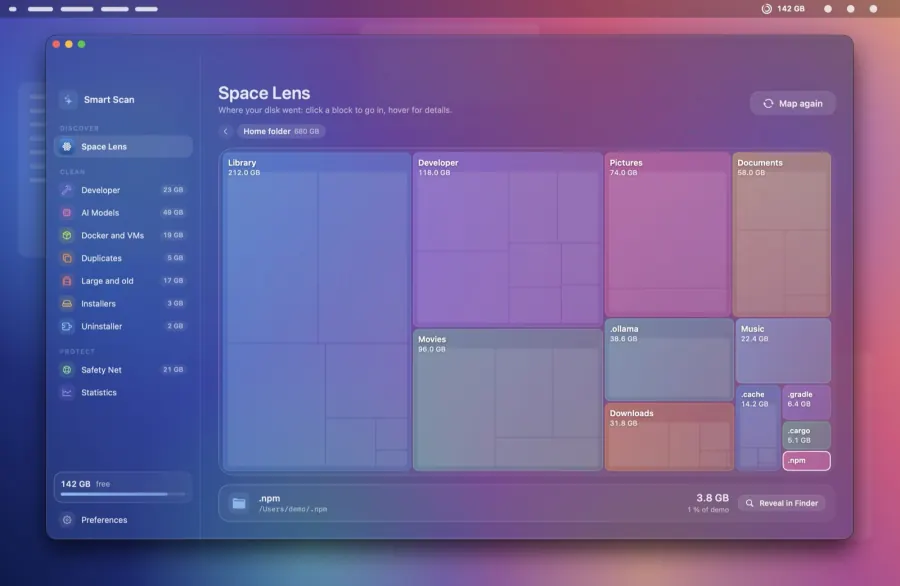 142 GB
Smart Scan
DISCOVER
Space Lens
CLEAN
Developer 23 GB
AI Models 49 GB
Docker and VMs 19 GB
Duplicates 5 GB
Large and old 17 GB
Installers 3 GB
Uninstaller 2 GB
PROTECT
Safety Net 21 GB
Statistics
142 GB free
Preferences
Space Lens
Where your disk went: click a block to go in, hover for details.
Map again
Home folder 680 GB
Library
212.0 GB
Developer
118.0 GB
Pictures
74.0 GB
Documents
58.0 GB
Movies
96.0 GB
.ollama
38.6 GB
Music
22.4 GB
Downloads
31.8 GB
.cache
14.2 GB
.gradle
6.4 GB
.cargo
5.1 GB
.npm
.npm
/Users/demo/.npm
3.8 GB
1 % of demo
Reveal in Finder